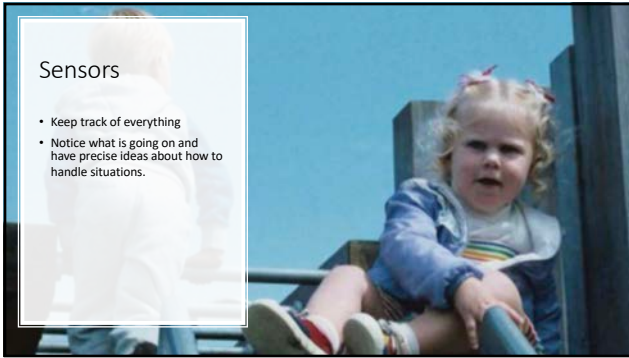 Sensors
• Keep track of everything
• Notice what is going on and
have precise ideas about how to
handle situations.